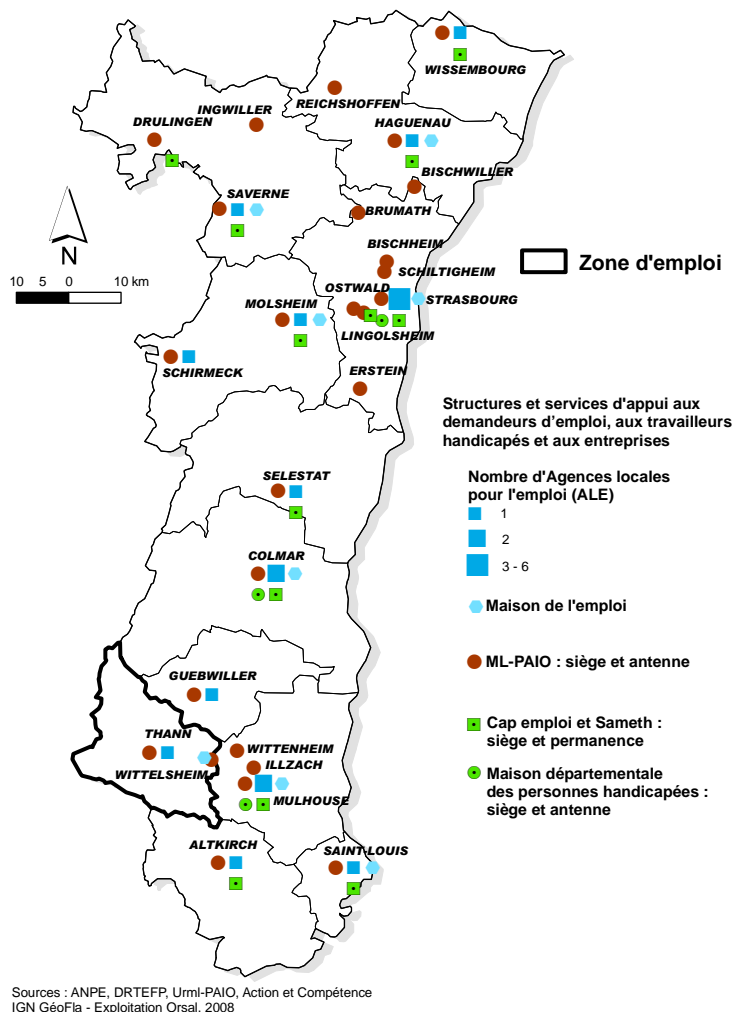 WISSEMBOURG
REICHSHOFFEN
INGWILLER
DRULINGEN
HAGUENAU
BISCHWILLER
SAVERNE
BRUMATH
N
10 5 0 10 km
BISCHHEIM
SCHILTIGHEIM
Zone d'emploi
OSTWALD
STRASBOURG
MOLSHEIM
LINGOLSHEIM
SCHIRMECK
ERSTEIN
Structures et services d'appui aux
demandeurs d’emploi, aux travailleurs
handicapés et aux entreprises
Nombre d'Agences locales
pour l'emploi (ALE)
1
2
3 - 6
Maison de l'emploi
ML-PAIO : siège et antenne
Cap emploi et Sameth :
siège et permanence
Maison départementale
des personnes handicapées :
siège et antenne
SELESTAT
COLMAR
GUEBWILLER
THANN
WITTELSHEIM
WITTENHEIM
ILLZACH
MULHOUSE
ALTKIRCH
SAINT-LOUIS
Sources : ANPE, DRTEFP, Urml-PAIO, Action et Compétence
IGN GéoFla - Exploitation Orsal, 2008